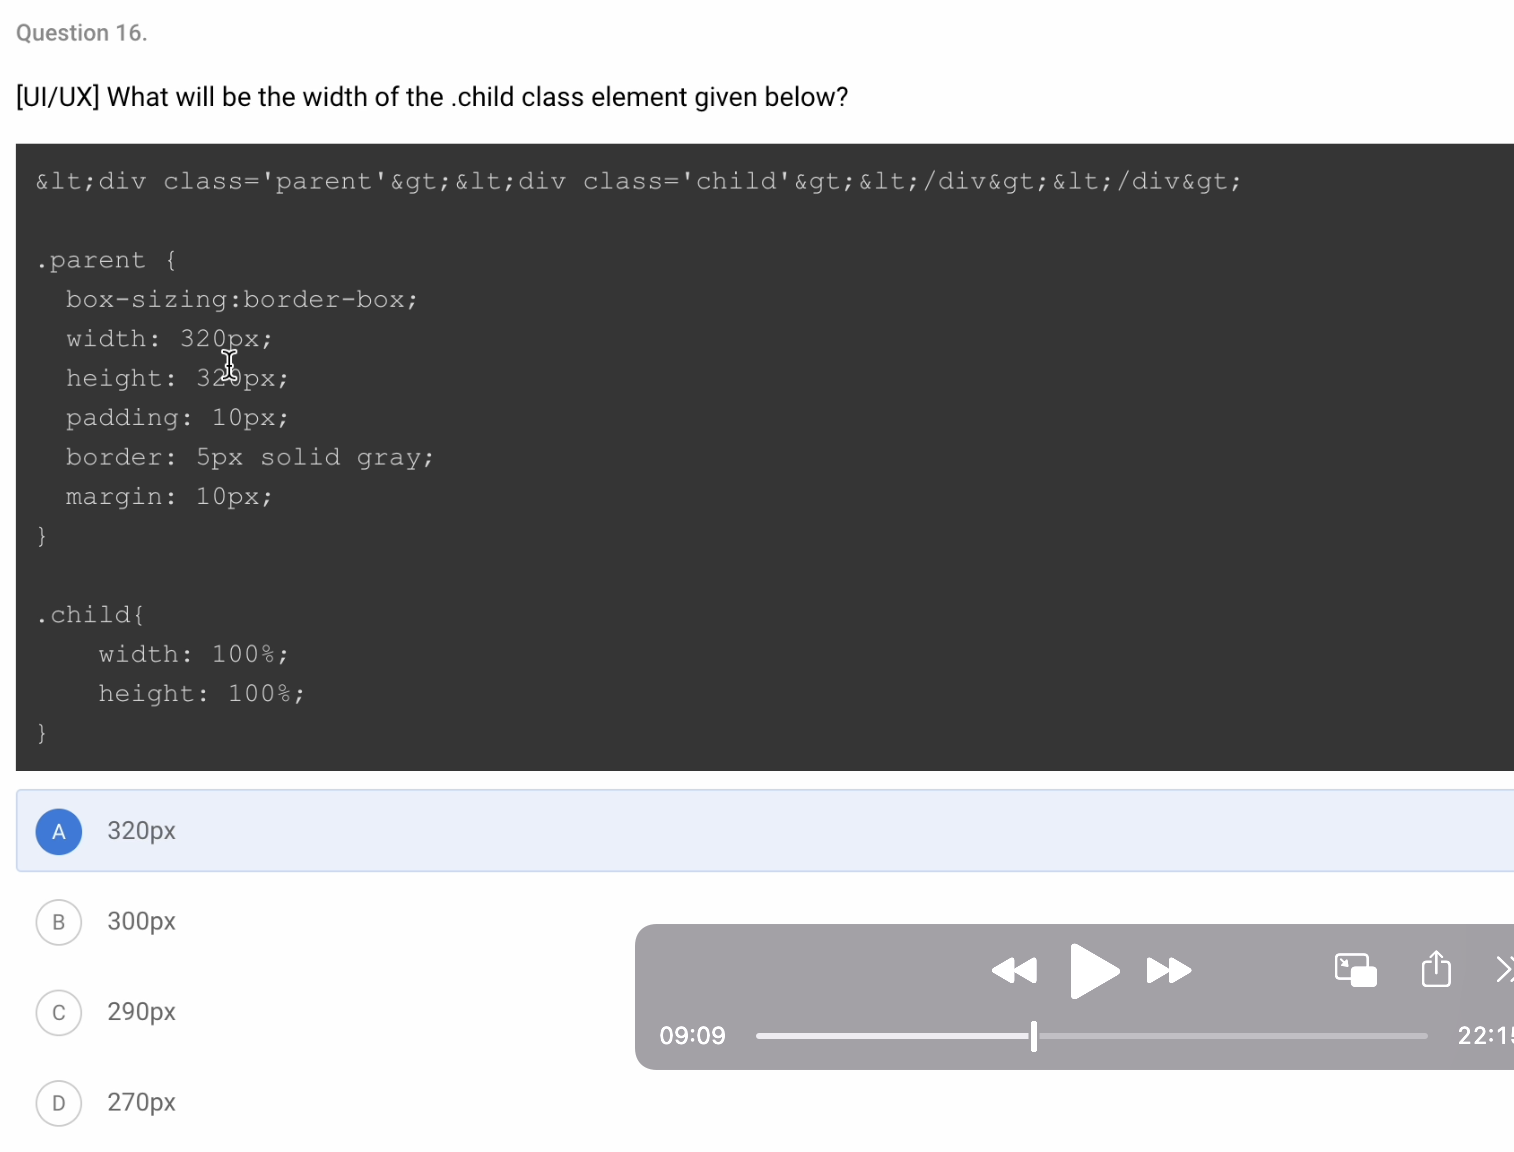 Question 16.
[UI/UX] What will be the width of the .child class element given below?
&lt;div class='parent'&gt;&lt;div class='child'&gt;&lt;/div&gt;&lt;/div&gt;
.parent {
box-sizing:border-box;
width: 320px;
height: 320px;
padding: 10px;
border: 5px solid gray;
margin: 10px;
}
.child{
width: 100%;
height: 100%;
}
A 320px
B 300px
C 290px
D 270px
09:09
22:15